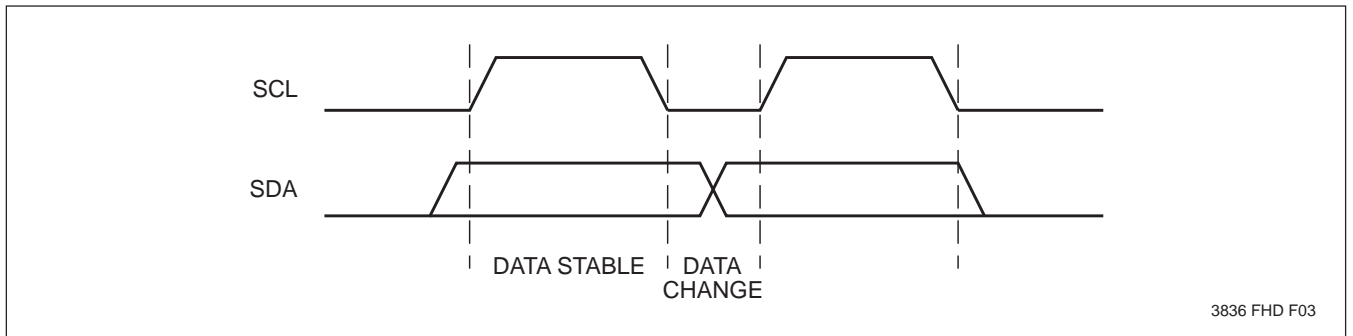 SCL
SDA
DATA STABLE
DATA
CHANGE
3836 FHD F03